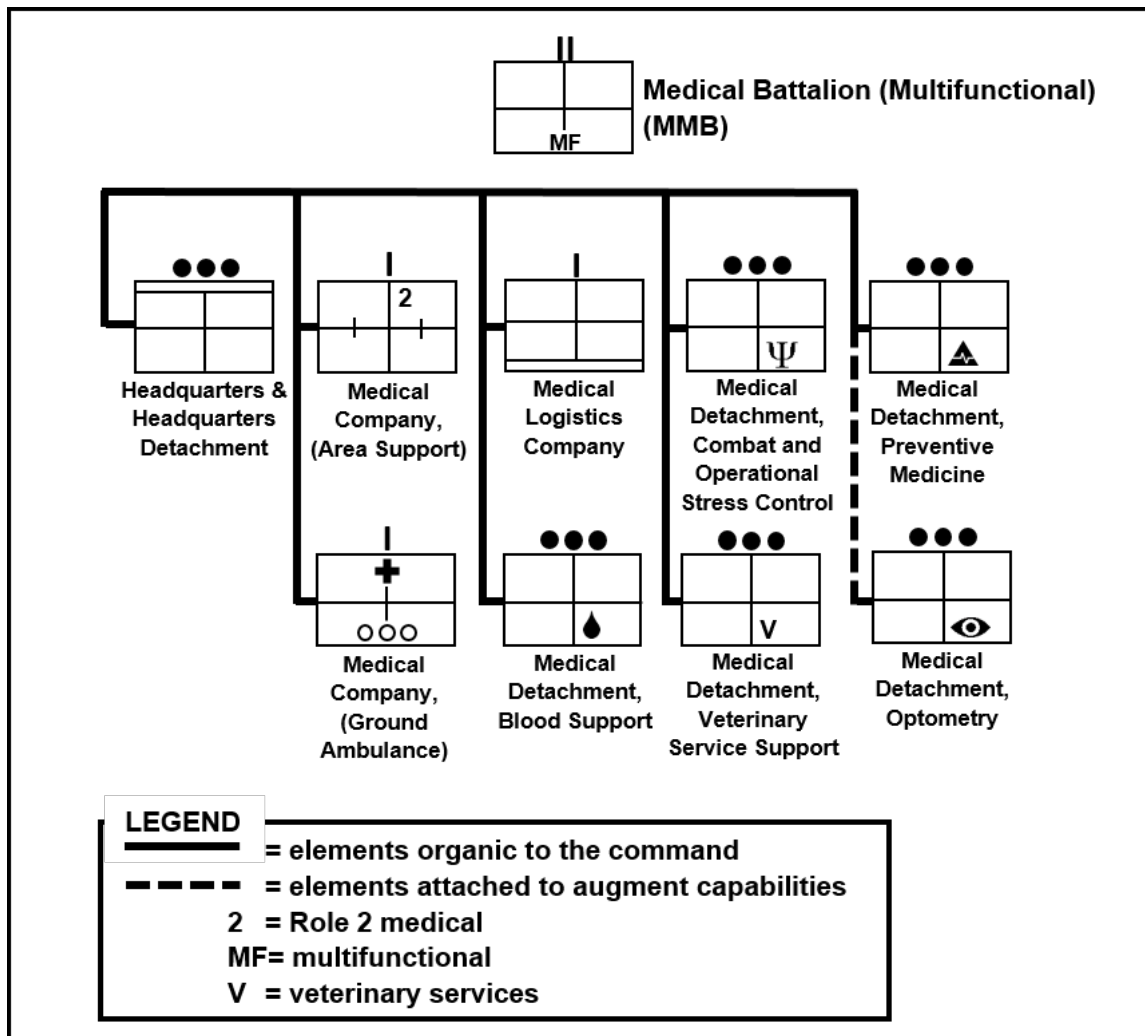 Medical Battalion (Multifunctional)
(MMB)
MF
2
Headquarters &
Headquarters
Detachment
Medical
Company,
(Area Support)
Medical
Logistics
Company
Ψ
Medical
Detachment,
Combat and
Operational
Stress Control
Medical
Detachment,
Preventive
Medicine
Medical
Company,
(Ground
Ambulance)
Medical
Detachment,
Blood Support
V
Medical
Detachment,
Veterinary
Service Support
Medical
Detachment,
Optometry
LEGEND
= elements organic to the command
= elements attached to augment capabilities
2 = Role 2 medical
MF= multifunctional
V = veterinary services